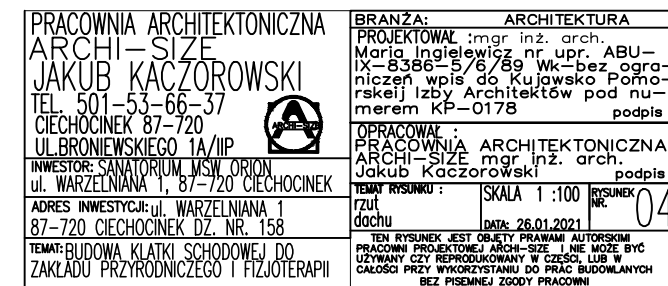 PRACOWNIA ARCHITEKTONICZNA
ARCHI-SIZE
JAKUB KACZOROWSKI
TEL. 501-53-66-37
CIECHOCINEK 87-720
UL.BRONIEWSKIEGO 1A/IIP
ARCHI-SIZE
INWESTOR: SANATORIUM MSW ORION
ul. WARZELNIANA 1, 87-720 CIECHOCINEK
ADRES INWESTYCJI: ul. WARZELNIANA 1
87-720 CIECHOCINEK DZ. NR. 158
TEMAT: BUDOWA KLATKI SCHODOWEJ DO
ZAKŁADU PRZYRODNICZEGO I FIZJOTERAPII
BRANŻA: ARCHITEKTURA
PROJEKTOWAŁ :mgr inż. arch.
Maria Ingielewicz nr upr. ABU-
IX-8386-5/6/89 Wk-bez ogra-
niczeń wpis do Kujawsko Pomo-
rskeij Izby Architektów pod nu-
merem KP-0178 podpis
OPRACOWAŁ :
PRACOWNIA ARCHITEKTONICZNA
ARCHI-SIZE mgr inż. arch.
Jakub Kaczorowski podpis
TEMAT RYSUNKU :
rzut
dachu
SKALA 1 :100
DATA: 26.01.2021
RYSUNEK
NR. 04
TEN RYSUNEK JEST OBJĘTY PRAWAMI AUTORSKIMI
PRACOWNI PROJEKTOWEJ ARCHI-SIZE I NIE MOŻE BYĆ
UŻYWANY CZY REPRODUKOWANY W CZĘŚCI, LUB W
CAŁOŚCI PRZY WYKORZYSTANIU DO PRAC BUDOWLANYCH
BEZ PISEMNEJ ZGODY PRACOWNI